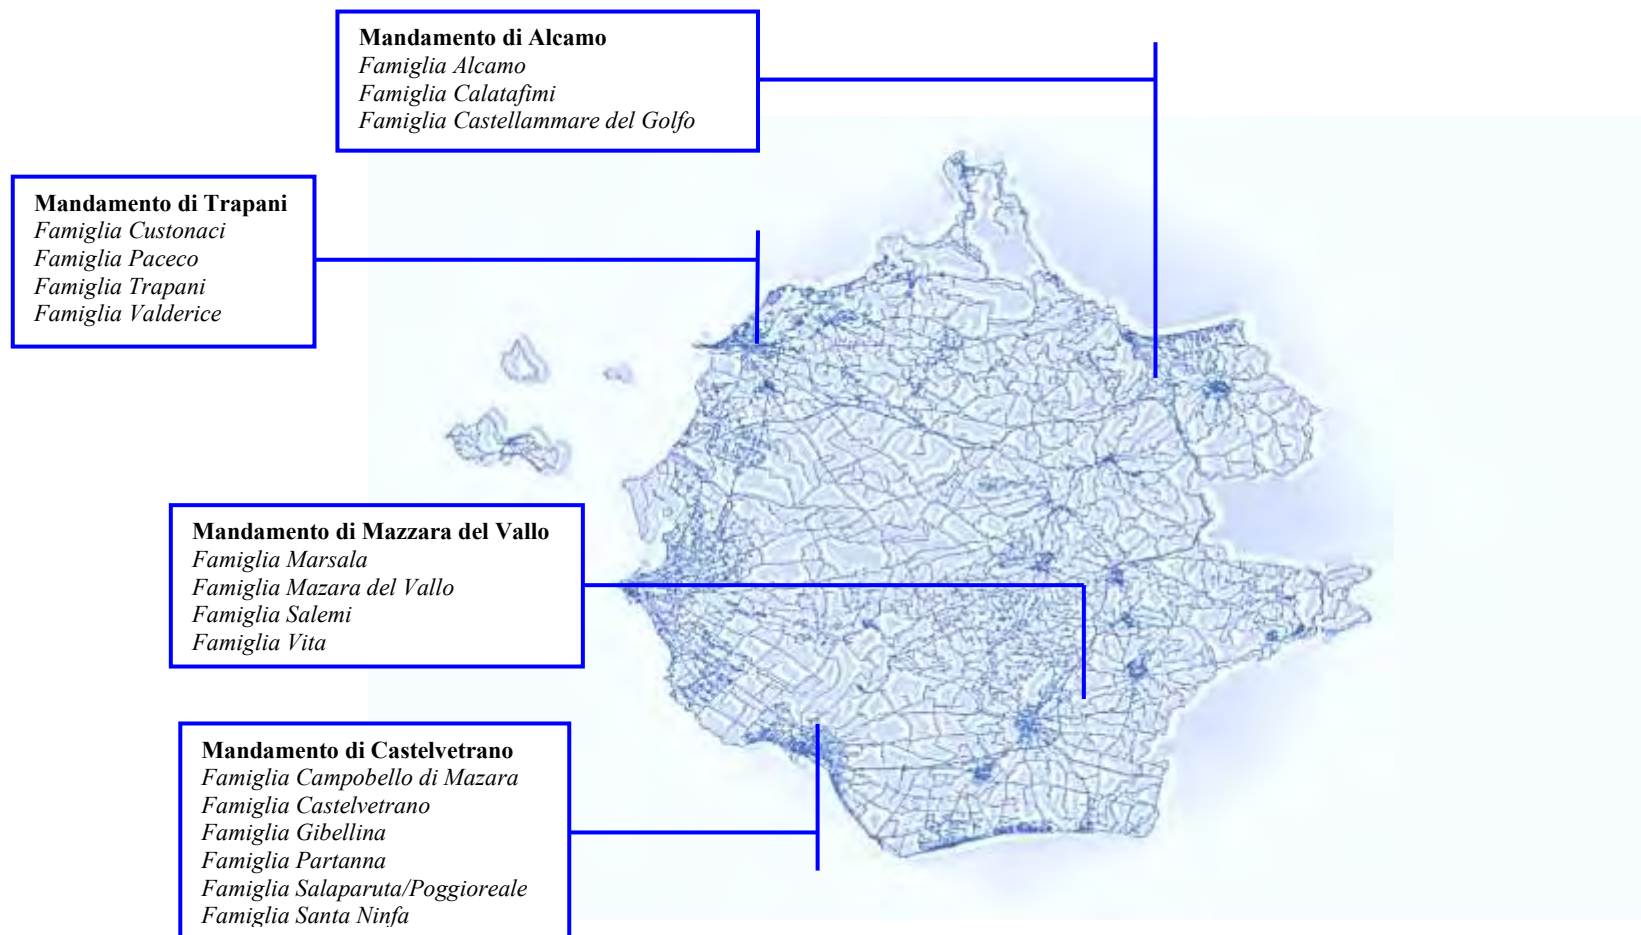 Mandamento di Alcamo
Famiglia Alcamo
Famiglia Calatafimi
Famiglia Castellammare del Golfo
Mandamento di Trapani
Famiglia Custonaci
Famiglia Paceco
Famiglia Trapani
Famiglia Valderice
Mandamento di Mazzara del Vallo
Famiglia Marsala
Famiglia Mazara del Vallo
Famiglia Salemi
Famiglia Vita
Mandamento di Castelvetrano
Famiglia Campobello di Mazara
Famiglia Castelvetrano
Famiglia Gibellina
Famiglia Partanna
Famiglia Salaparuta/Poggioreale
Famiglia Santa Ninfa